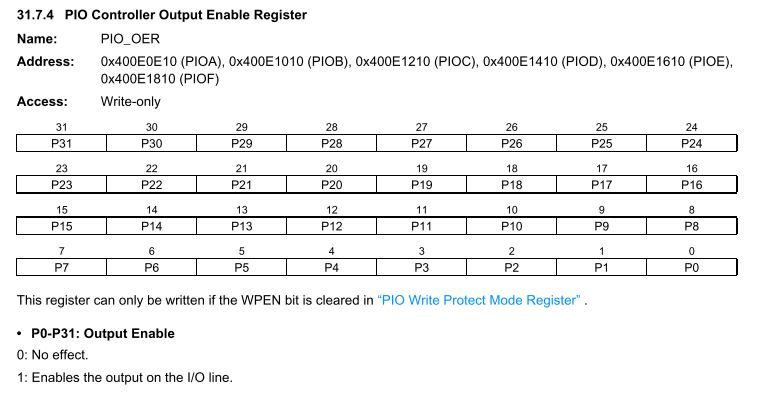 31.7.4 PIO Controller Output Enable Register
Name: PIO_OER
Address: 0x400E0E10 (PIOA), 0x400E1010 (PIOB), 0x400E1210 (PIOC), 0x400E1410 (PIOD), 0x400E1610 (PIOE),
0x400E1810 (PIOF)
Access: Write-only
31 30 29 28 27 26 25 24
P31 P30 P29 P28 P27 P26 P25 P24
23 22 21 20 19 18 17 16
P23 P22 P21 P20 P19 P18 P17 P16
15 14 13 12 11 10 9 8
P15 P14 P13 P12 P11 P10 P9 P8
7 6 5 4 3 2 1 0
P7 P6 P5 P4 P3 P2 P1 P0
This register can only be written if the WPEN bit is cleared in “PIO Write Protect Mode Register” .
• P0-P31: Output Enable
0: No effect.
1: Enables the output on the I/O line.